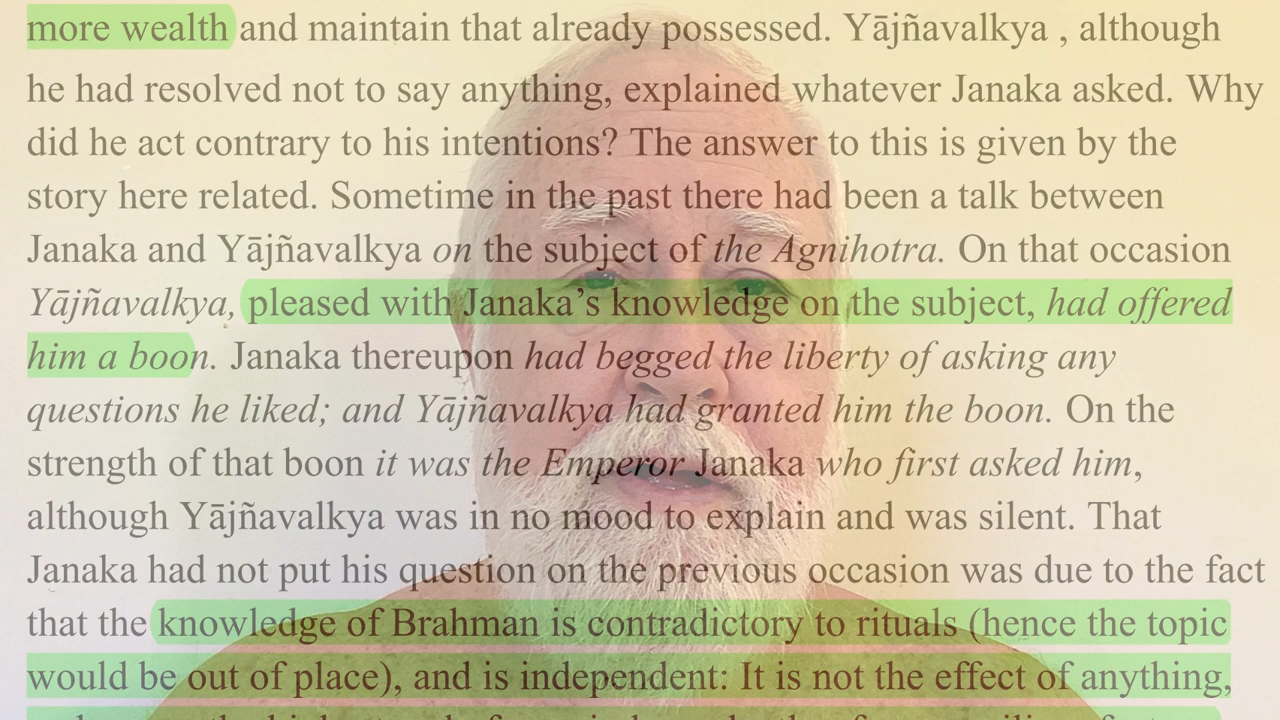 more wealth and maintain that already possessed. Yājñavalkya , although
he had resolved not to say anything, explained whatever Janaka asked. Why
did he act contrary to his intentions? The answer to this is given by the
story here related. Sometime in the past there had been a talk between
Janaka and Yājñavalkya on the subject of the Agnihotra. On that occasion
Yājñavalkya, pleased with Janaka’s knowledge on the subject, had offered
him a boon. Janaka thereupon had begged the liberty of asking any
questions he liked; and Yājñavalkya had granted him the boon. On the
strength of that boon it was the Emperor Janaka who first asked him,
although Yājñavalkya was in no mood to explain and was silent. That
Janaka had not put his question on the previous occasion was due to the fact
that the knowledge of Brahman is contradictory to rituals (hence the topic
would be out of place), and is independent: It is not the effect of anything,